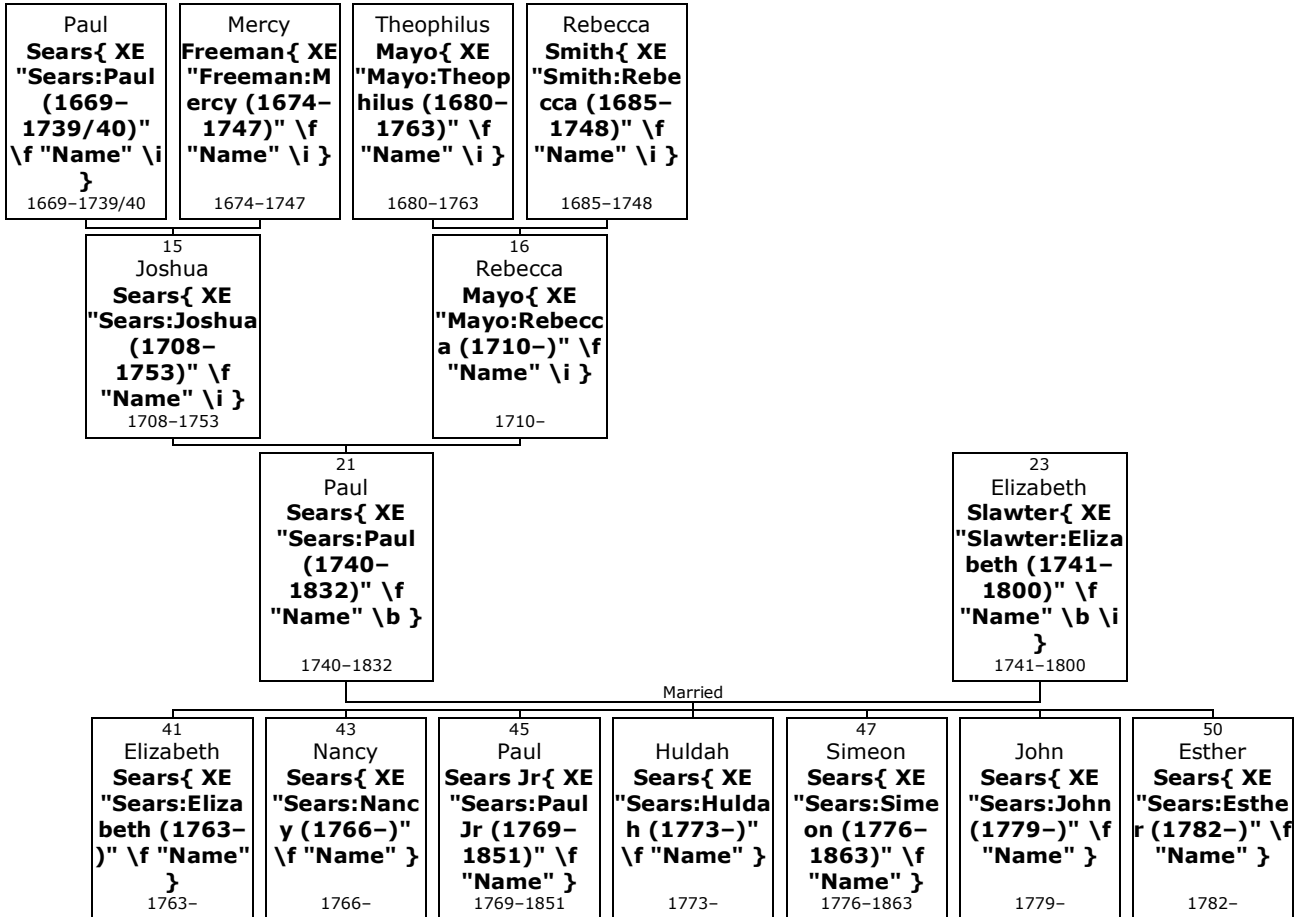 Paul
Sears{ XE
"Sears:Paul
(1669–
1739/40)"
\f "Name" \i
}
1669–1739/40
Mercy
Freeman{ XE
"Freeman:M
ercy (1674–
1747)" \f
"Name" \i }
1674–1747
Theophilus
Mayo{ XE
"Mayo:Theop
hilus (1680–
1763)" \f
"Name" \i }
1680–1763
Rebecca
Smith{ XE
"Smith:Rebe
cca (1685–
1748)" \f
"Name" \i }
1685–1748
15
Joshua
Sears{ XE
"Sears:Joshua
(1708–
1753)" \f
"Name" \i }
1708–1753
16
Rebecca
Mayo{ XE
"Mayo:Rebecc
a (1710–)" \f
"Name" \i }
1710–
21
Paul
Sears{ XE
"Sears:Paul
(1740–
1832)" \f
"Name" \b }
1740–1832
23
Elizabeth
Slawter{ XE
"Slawter:Eliza
beth (1741–
1800)" \f
"Name" \b \i
}
1741–1800
Married
41
Elizabeth
Sears{ XE
"Sears:Eliza
beth (1763–
)" \f "Name"
}
1763–
43
Nancy
Sears{ XE
"Sears:Nanc
y (1766–)"
\f "Name" }
1766–
45
Paul
Sears Jr{ XE
"Sears:Paul
Jr (1769–
1851)" \f
"Name" }
1769–1851
Huldah
Sears{ XE
"Sears:Hulda
h (1773–)"
\f "Name" }
1773–
47
Simeon
Sears{ XE
"Sears:Sime
on (1776–
1863)" \f
"Name" }
1776–1863
John
Sears{ XE
"Sears:John
(1779–)" \f
"Name" }
1779–
50
Esther
Sears{ XE
"Sears:Esthe
r (1782–)" \f
"Name" }
1782–